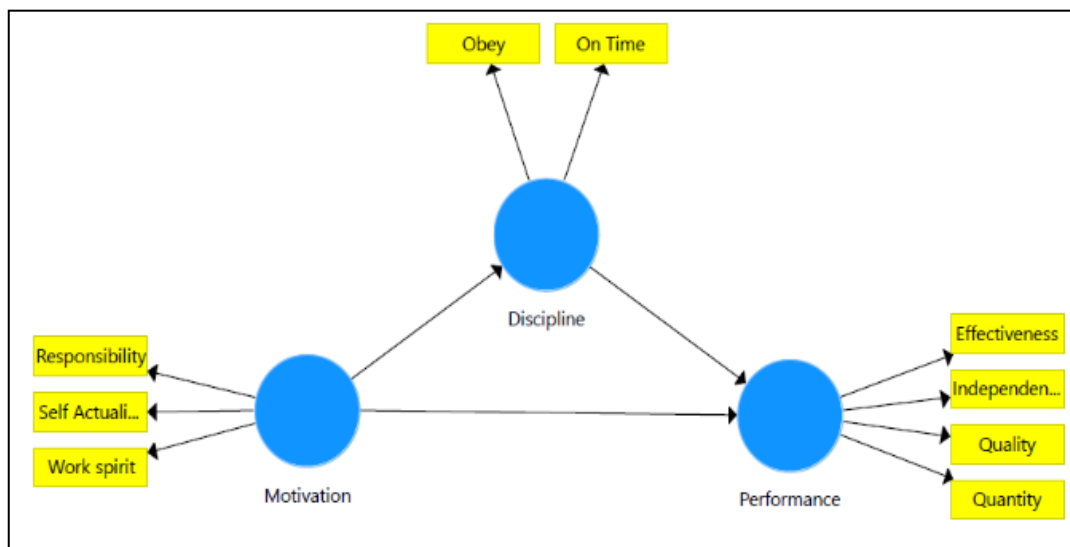 Obey
On Time
Discipline
Responsibility
Self Actuali...
Work spirit
Motivation
Effectiveness
Independen...
Quality
Quantity
Performance